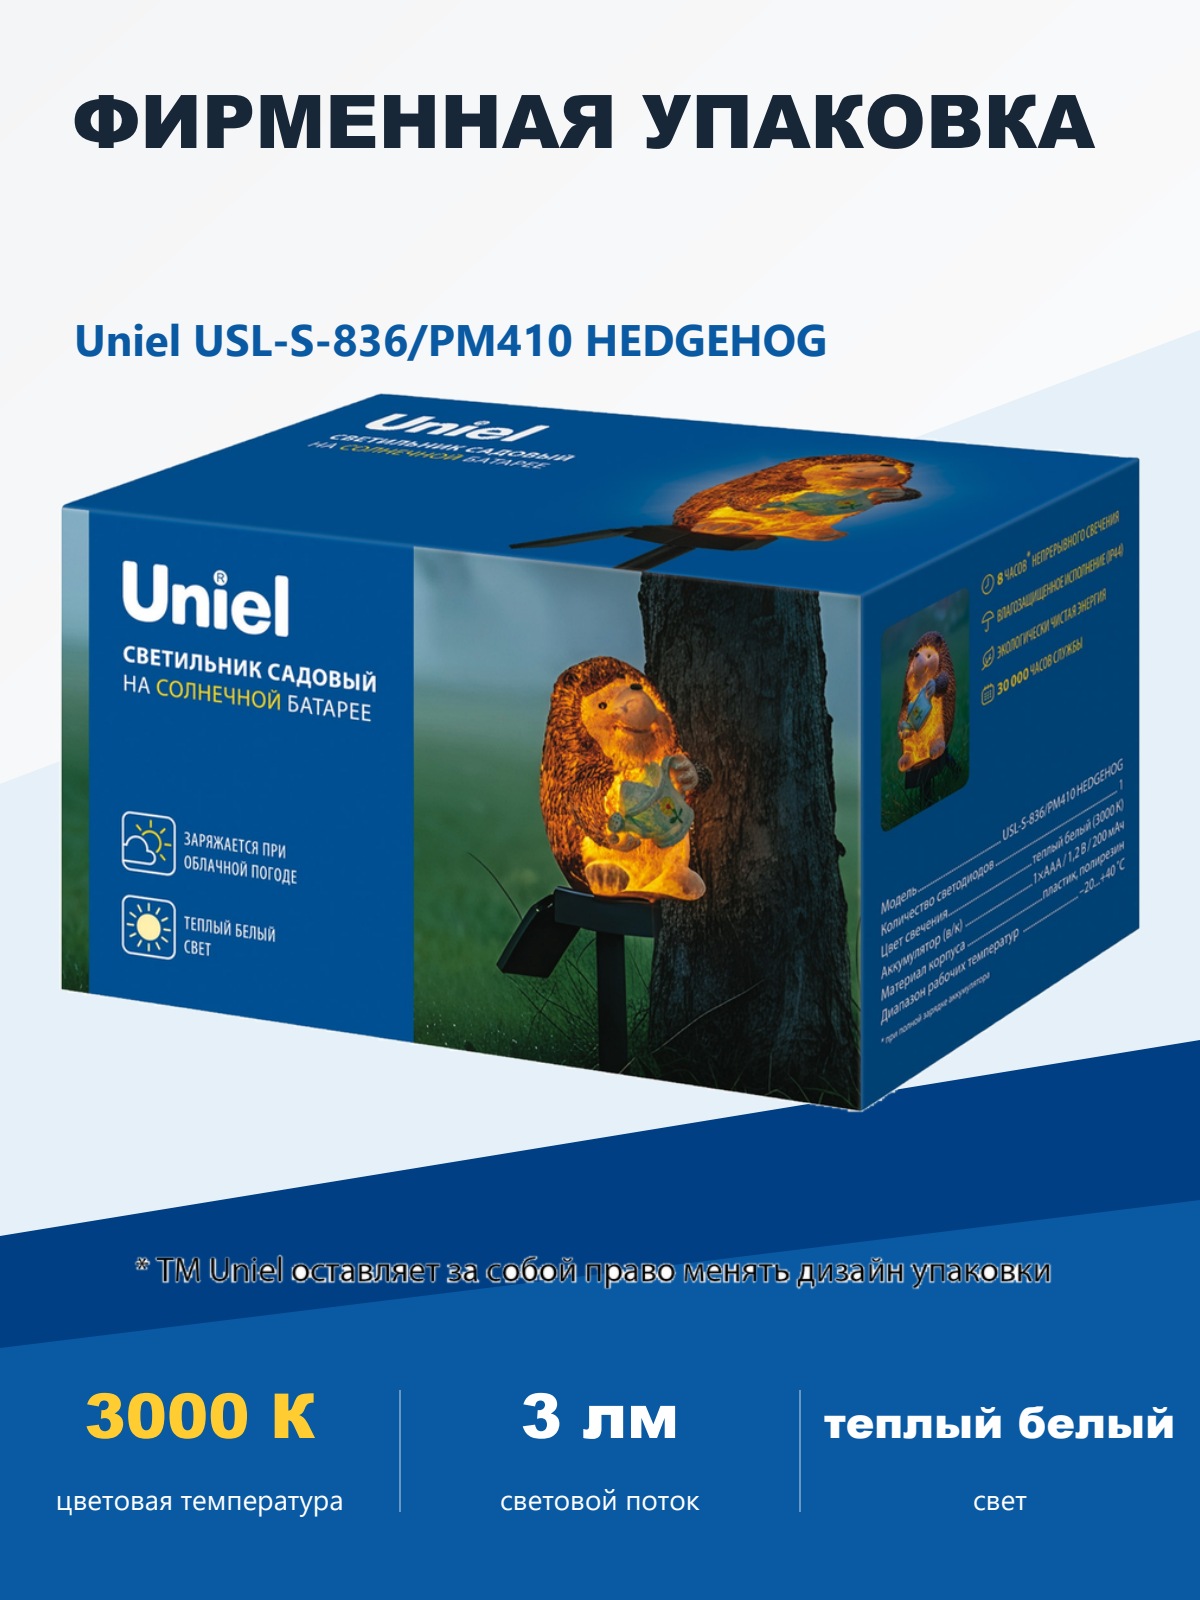 ФИРМЕННАЯ УПАКОВКА
Uniel USL-S-836/PM410 HEDGEHOG
Uniel
СВЕТИЛЬНИК САДОВЫЙ
НА СОЛНЕЧНОЙ БАТАРЕЕ
Uniel®
СВЕТИЛЬНИК САДОВЫЙ
НА СОЛНЕЧНОЙ БАТАРЕЕ
ЗАРЯЖАЕТСЯ ПРИ
ОБЛАЧНОЙ ПОГОДЕ
ТЕПЛЫЙ БЕЛЫЙ
СВЕТ
8 ЧАСОВ* НЕПРЕРЫВНОГО СВЕЧЕНИЯ
ВЛАГОЗАЩИЩЕННОЕ ИСПОЛНЕНИЕ (IP44)
ЭКОЛОГИЧЕСКИ ЧИСТАЯ ЭНЕРГИЯ
30 000 ЧАСОВ СЛУЖБЫ
Модель USL-S-836/PM410 HEDGEHOG
Количество светодиодов 1
Цвет свечения теплый белый (3000 K)
Аккумулятор (в/к) 1×AAA / 1,2 В / 200 мАч
Материал корпуса пластик, полирезин
Диапазон рабочих температур –20...+40 °C
* при полной зарядке аккумулятора
* ТМ Uniel оставляет за собой право менять дизайн упаковки
3000 К
цветовая температура
3 лм
световой поток
теплый белый
свет